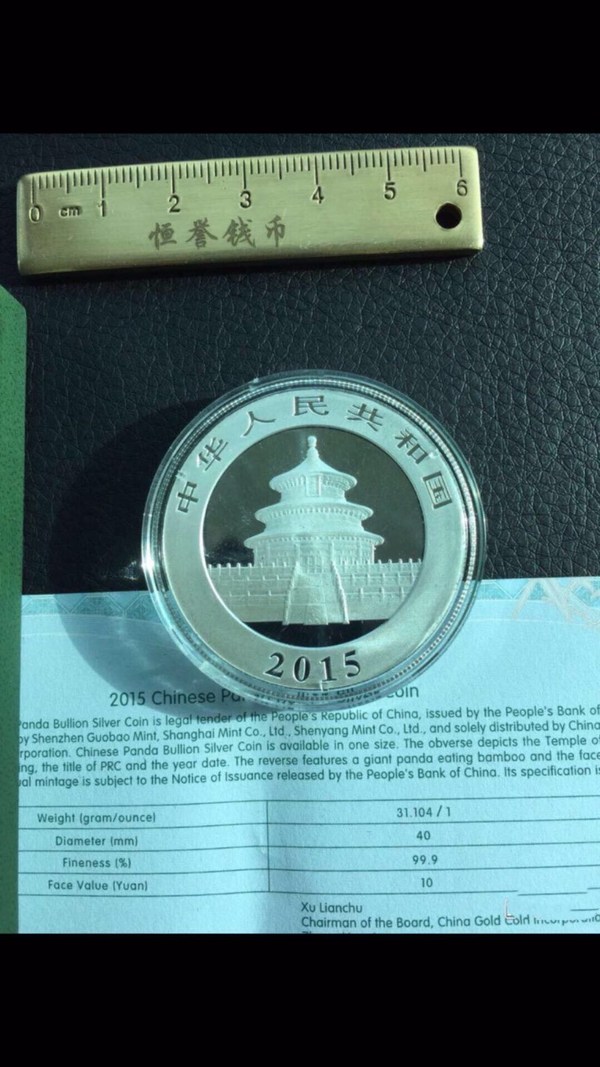 0 cm 1 2 3 4 5 6
恒誉钱币
中华人民共和国
2015
2015 Chinese Coin
Panda Bullion Silver Coin is legal tender of the People's Republic of China, issued by the People's Bank of
by Shenzhen Guobao Mint, Shanghai Mint Co., Ltd., Shenyang Mint Co., Ltd., and solely distributed by China
Chinese Panda Bullion Silver Coin is available in one size. The obverse depicts the Temple of
the title of PRC and the year date. The reverse features a giant panda eating bamboo and the face
mintage is subject to the Notice of Issuance released by the People's Bank of China. Its specification is
Weight (gram/ounce) 31.104 / 1
Diameter (mm) 40
Fineness (%) 99.9
Face Value (Yuan) 10
Xu Lianchu
Chairman of the Board, China Gold Coin